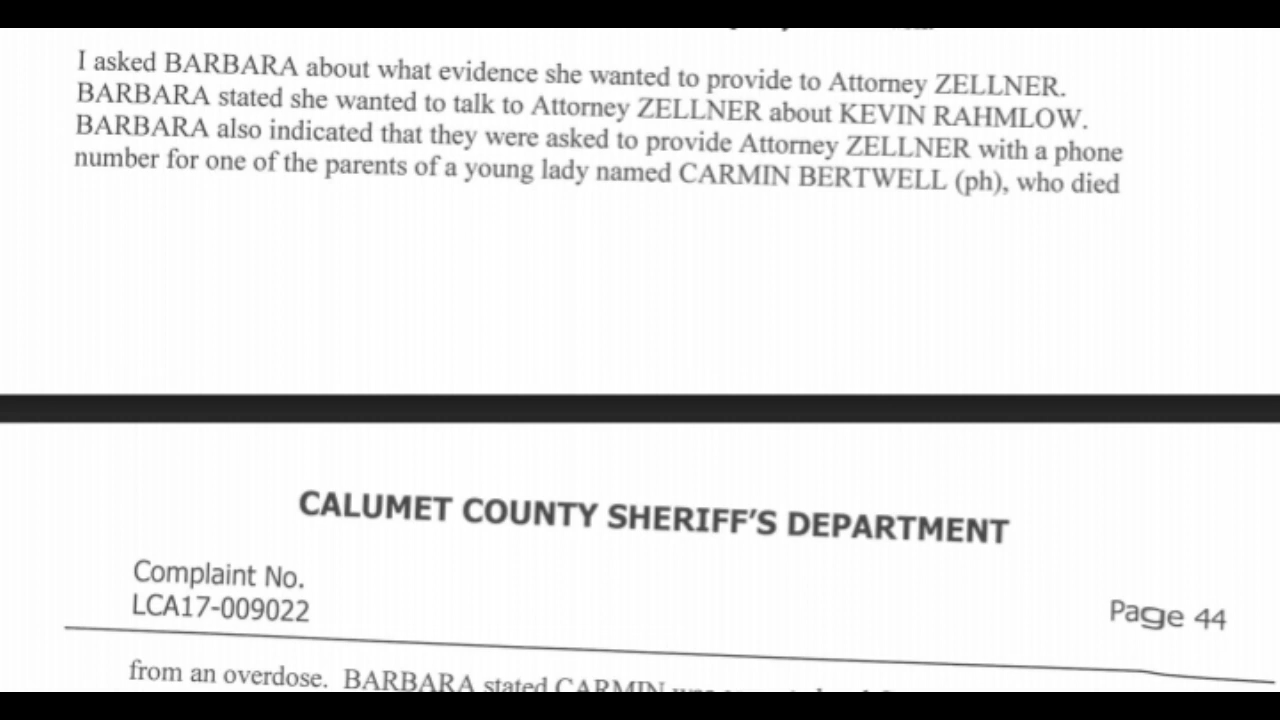 I asked BARBARA about what evidence she wanted to provide to Attorney ZELLNER.
BARBARA stated she wanted to talk to Attorney ZELLNER about KEVIN RAHMLOW.
BARBARA also indicated that they were asked to provide Attorney ZELLNER with a phone
number for one of the parents of a young lady named CARMIN BERTWELL (ph), who died
CALUMET COUNTY SHERIFF'S DEPARTMENT
Complaint No.
LCA17-009022
Page 44
from an overdose. BARBARA stated CARMIN